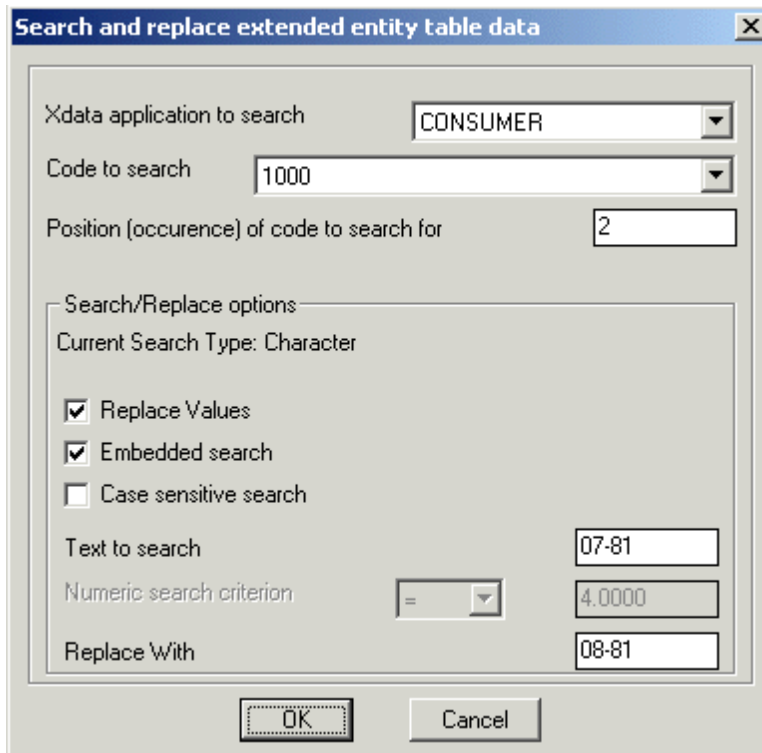 Search and replace extended entity table data
Xdata application to search CONSUMER
Code to search 1000
Position (occurence) of code to search for 2
Search/Replace options
Current Search Type: Character
Replace Values
Embedded search
Case sensitive search
Text to search 07-81
Numeric search criterion = 4.0000
Replace With 08-81
OK Cancel